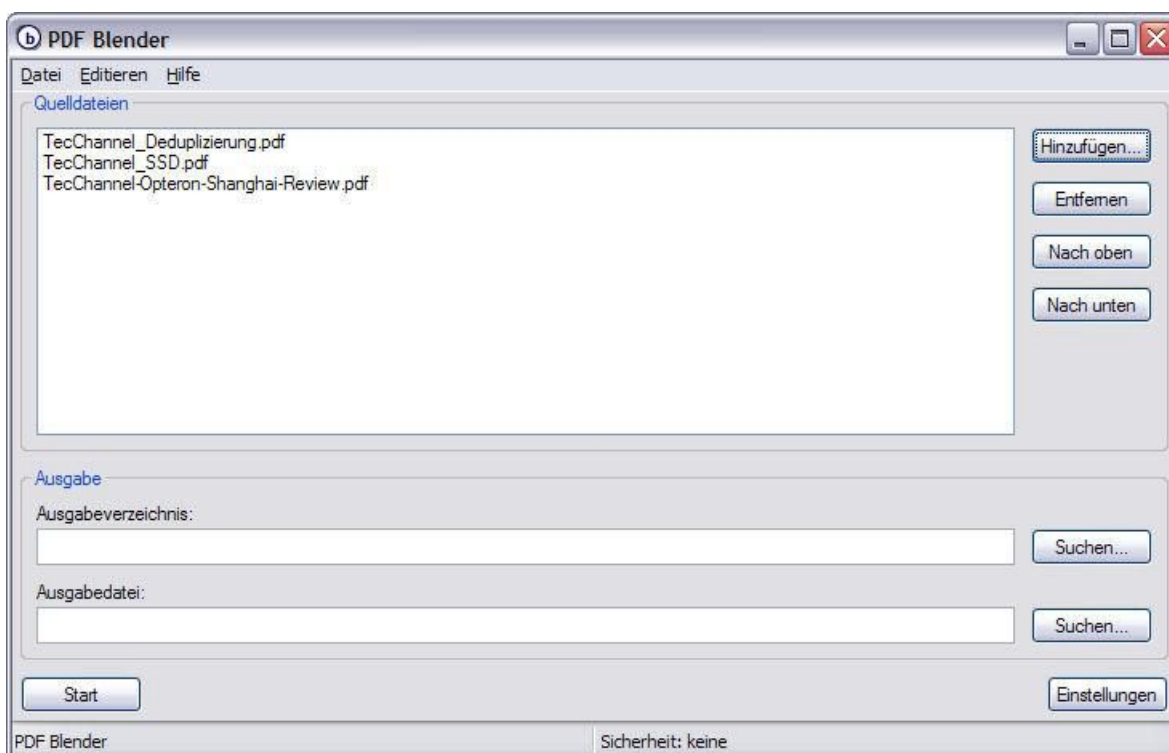 PDF Blender
Datei Editieren Hilfe
Quelldateien
TecChannel_Deduplizierung.pdf
TecChannel_SSD.pdf
TecChannel-Opteron-Shanghai-Review.pdf
Hinzufügen...
Entfernen
Nach oben
Nach unten
Ausgabe
Ausgabeverzeichnis:
Suchen...
Ausgabedatei:
Suchen...
Start
Einstellungen
PDF Blender
Sicherheit: keine